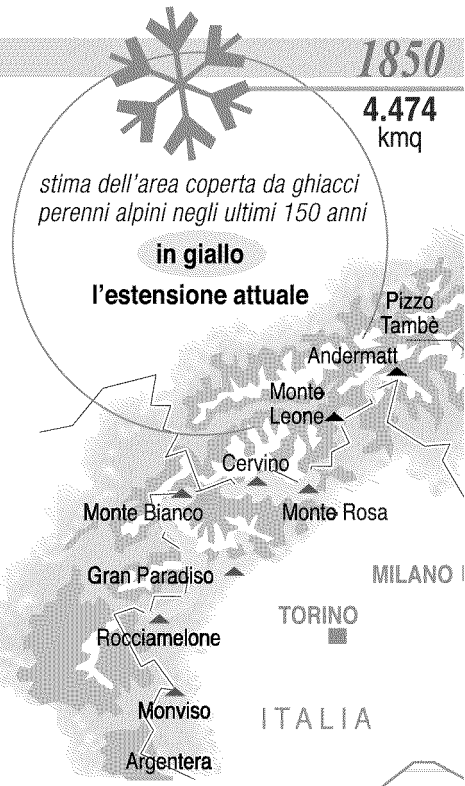 1850
4.474
kmq
stima dell'area coperta da ghiacci
perenni alpini negli ultimi 150 anni
in giallo
l'estensione attuale
Pizzo
Tambè
Andermatt
Monte
Leone
Cervino
Monte Bianco
Monte Rosa
Gran Paradiso
MILANO
TORINO
Rocciamelone
Monviso
ITALIA
Argentera